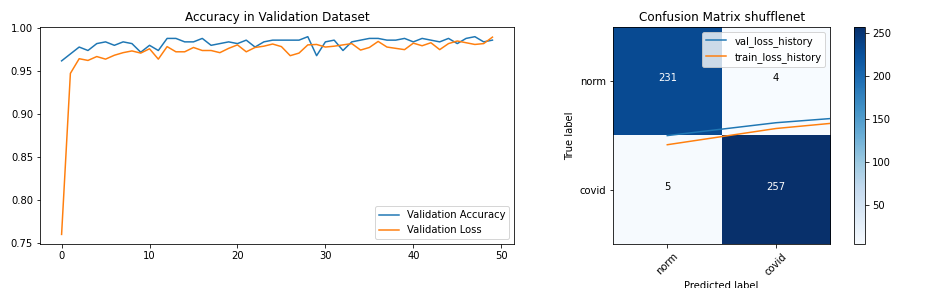 Accuracy in Validation Dataset
1.00
0.95
0.90
0.85
0.80
0.75
0
10
20
30
40
50
Validation Accuracy
Validation Loss
Confusion Matrix shufflenet
val_loss_history
train_loss_history
True label
norm
covid
231
4
5
257
norm
covid
Predicted label
250
200
150
100
50